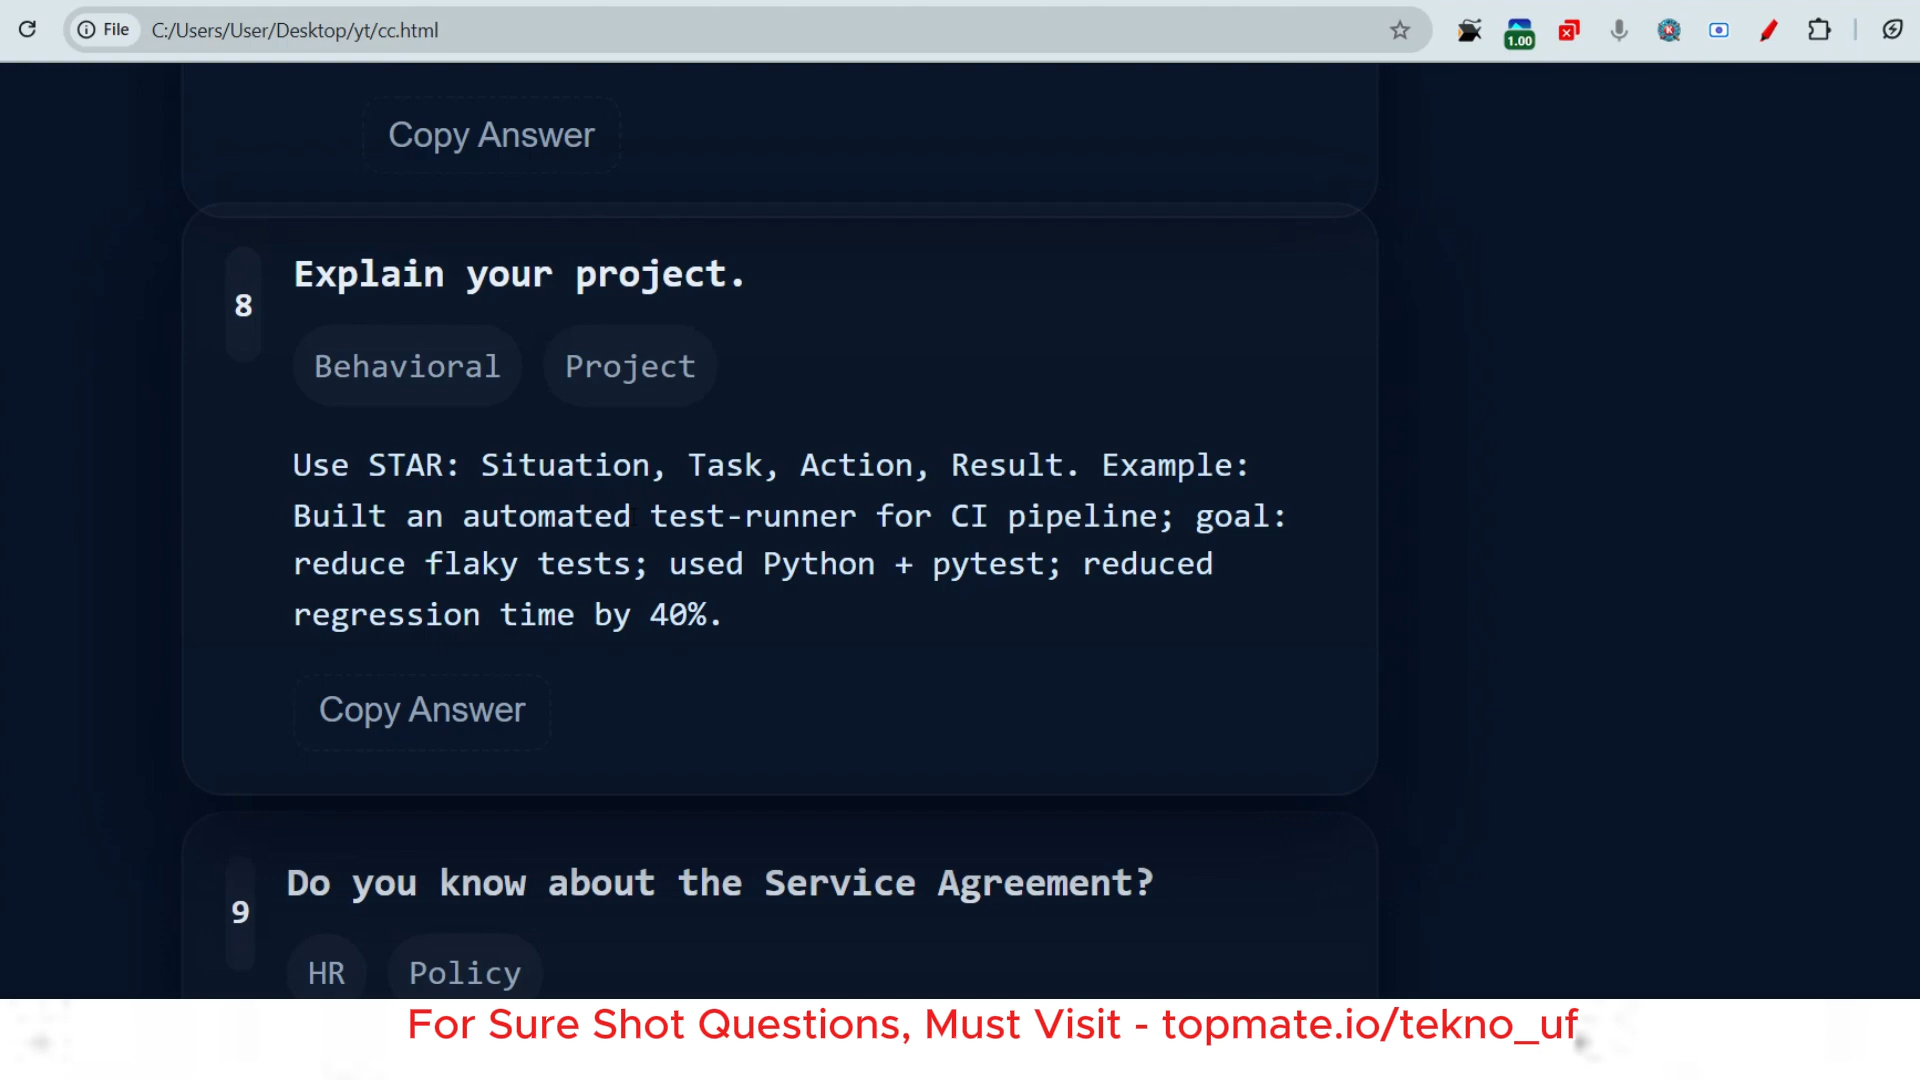 File C:/Users/User/Desktop/yt/cc.html
1.00
Copy Answer
8
Explain your project.
Behavioral Project
Use STAR: Situation, Task, Action, Result. Example:
Built an automated test-runner for CI pipeline; goal:
reduce flaky tests; used Python + pytest; reduced
regression time by 40%.
Copy Answer
9
Do you know about the Service Agreement?
HR Policy
For Sure Shot Questions, Must Visit - topmate.io/tekno_uf